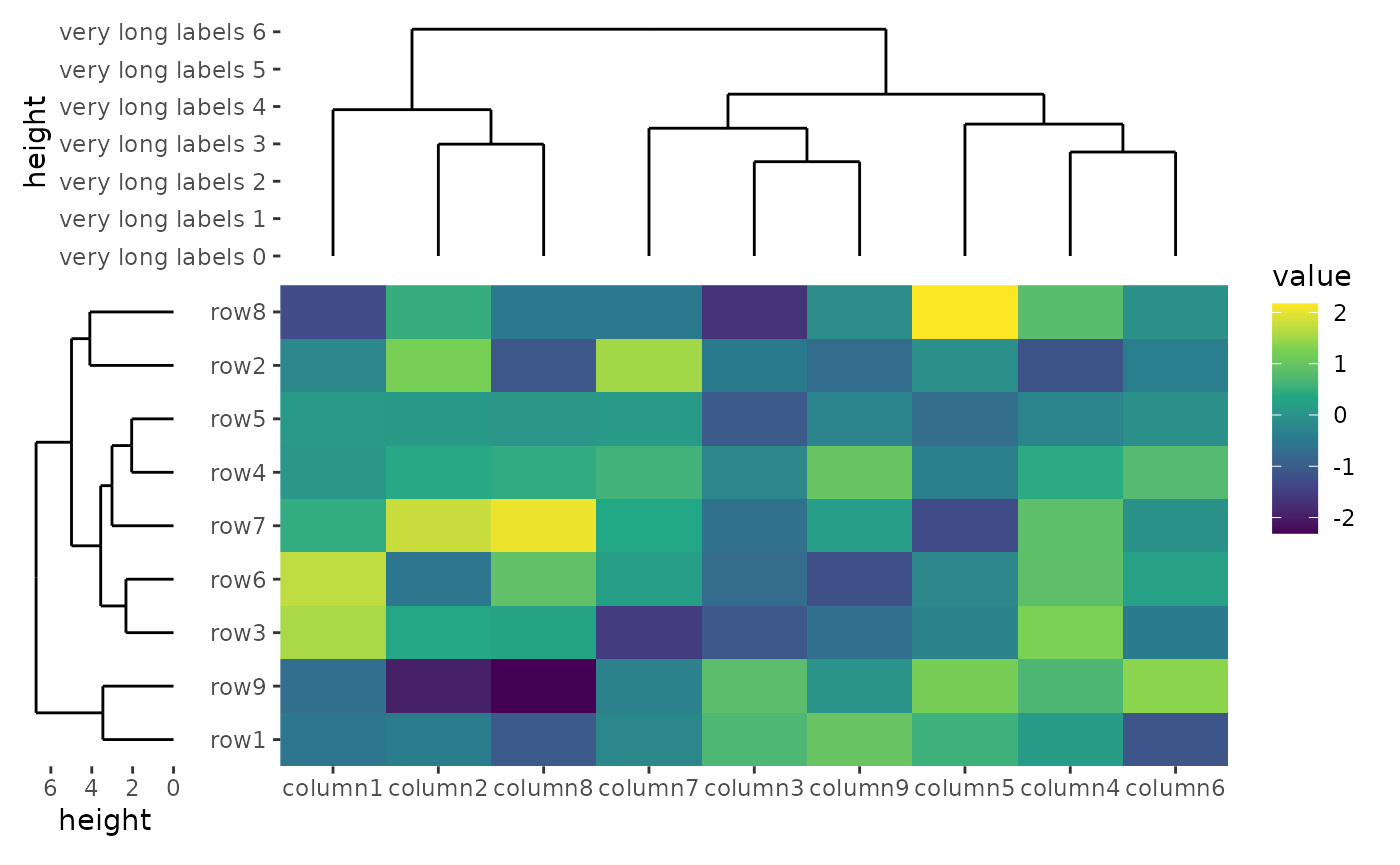 very long labels 6
very long labels 5
very long labels 4
very long labels 3
very long labels 2
very long labels 1
very long labels 0
height
value
2
1
0
-1
-2
row8
row2
row5
row4
row7
row6
row3
row9
row1
6 4 2 0
height
column1 column2 column8 column7 column3 column9 column5 column4 column6